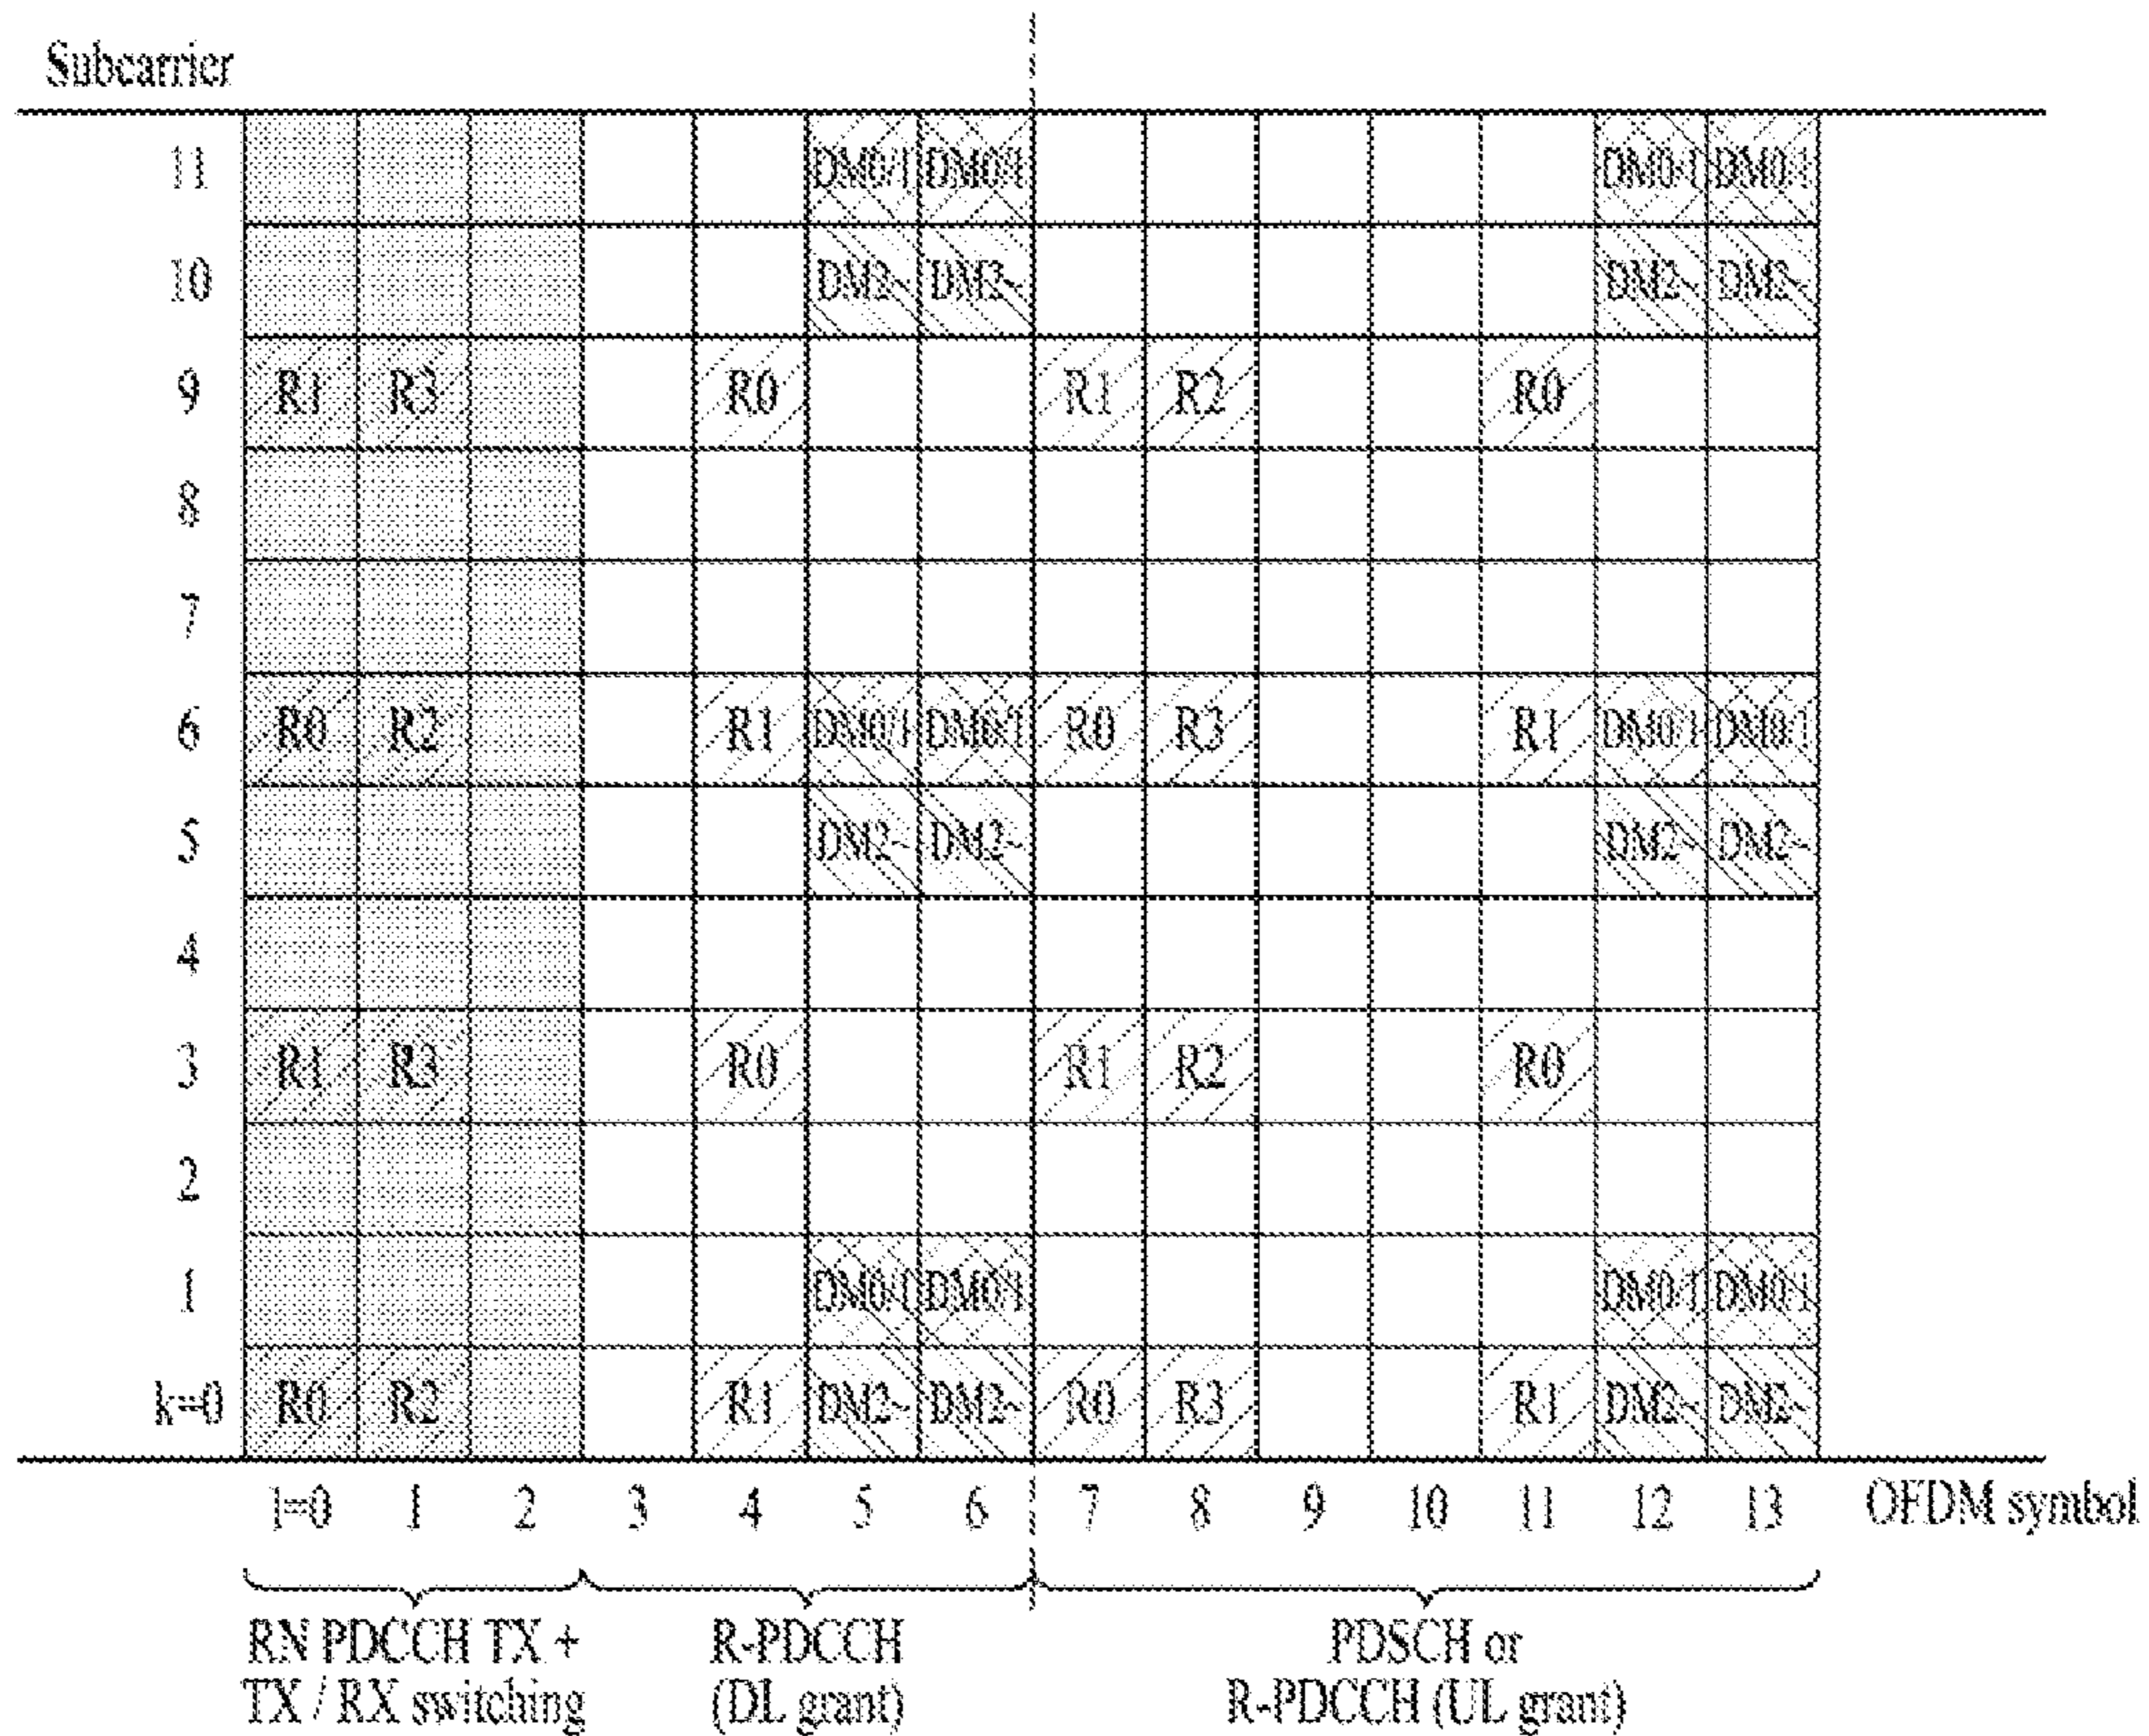 Subcarrier
11 DM0/1 DM0/1 DM0/1 DM0/1
10 DM2~ DM2~ DM2~ DM2~
9 R1 R3 R0 R1 R2 R0
8
7
6 R0 R2 R1 DM0/1 DM0/1 R0 R3 R1 DM0/1 DM0/1
5 DM2~ DM2~ DM2~ DM2~
4
3 R1 R3 R0 R1 R2 R0
2
1 DM0/1 DM0/1 DM0/1 DM0/1
k=0 R0 R2 R1 DM2~ DM2~ R0 R3 R1 DM2~ DM2~
l=0 1 2 3 4 5 6 7 8 9 10 11 12 13 OFDM symbol
RN PDCCH TX + R-PDCCH PDSCH or
TX / RX switching (DL grant) R-PDCCH (UL grant)